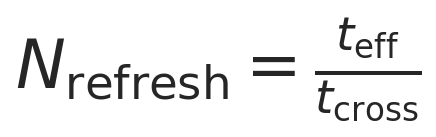 N_refresh = t_eff / t_cross